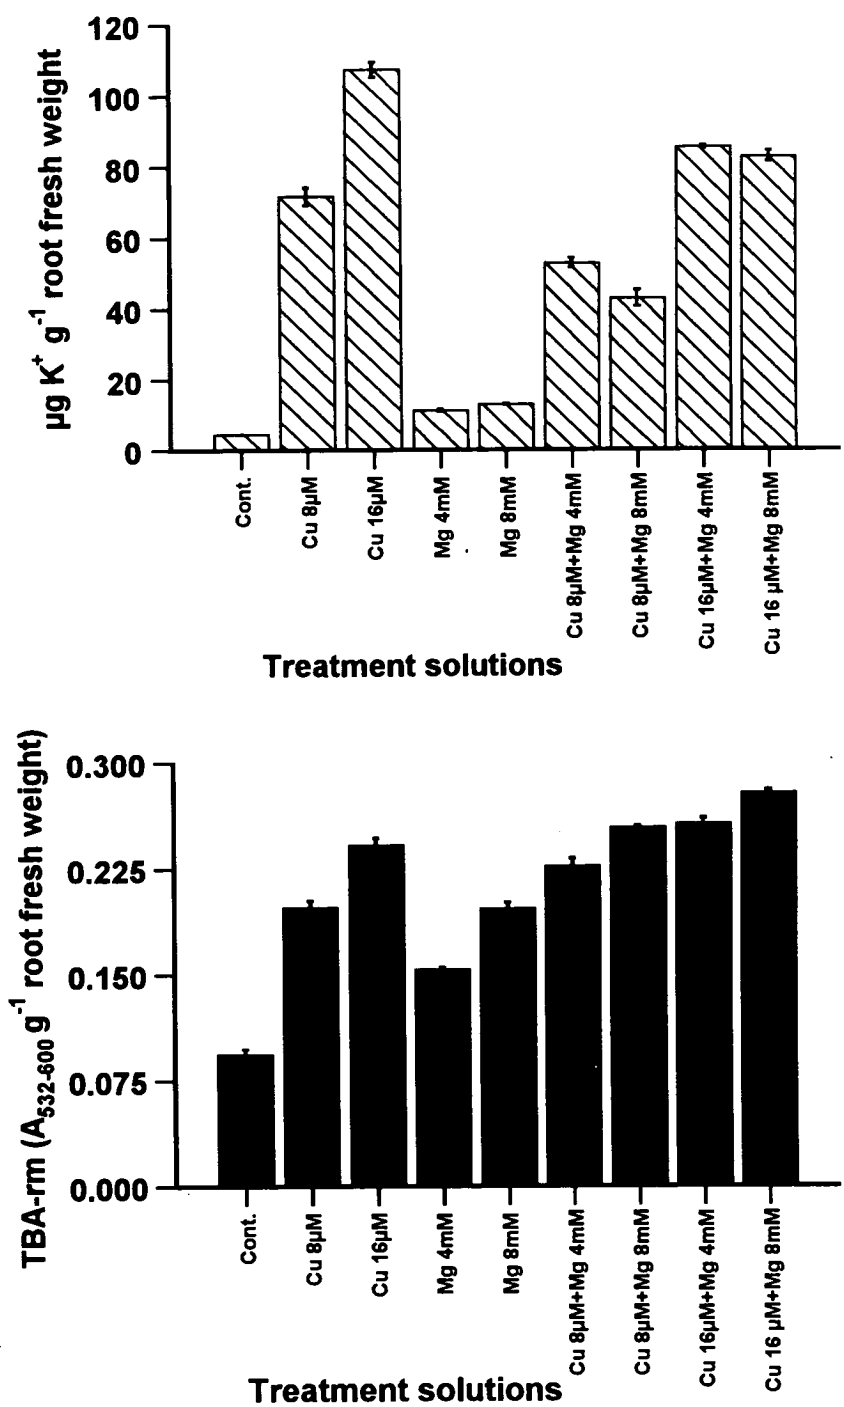 µg K⁺ g⁻¹ root fresh weight
120
100
80
60
40
20
0
Cont.
Cu 8µM
Cu 16µM
Mg 4mM
Mg 8mM
Cu 8µM+Mg 4mM
Cu 8µM+Mg 8mM
Cu 16µM+Mg 4mM
Cu 16 µM+Mg 8mM
Treatment solutions
TBA-rm (A₅₃₂₋₆₀₀ g⁻¹ root fresh weight)
0.300
0.225
0.150
0.075
0.000
Cont.
Cu 8µM
Cu 16µM
Mg 4mM
Mg 8mM
Cu 8µM+Mg 4mM
Cu 8µM+Mg 8mM
Cu 16µM+Mg 4mM
Cu 16 µM+Mg 8mM
Treatment solutions